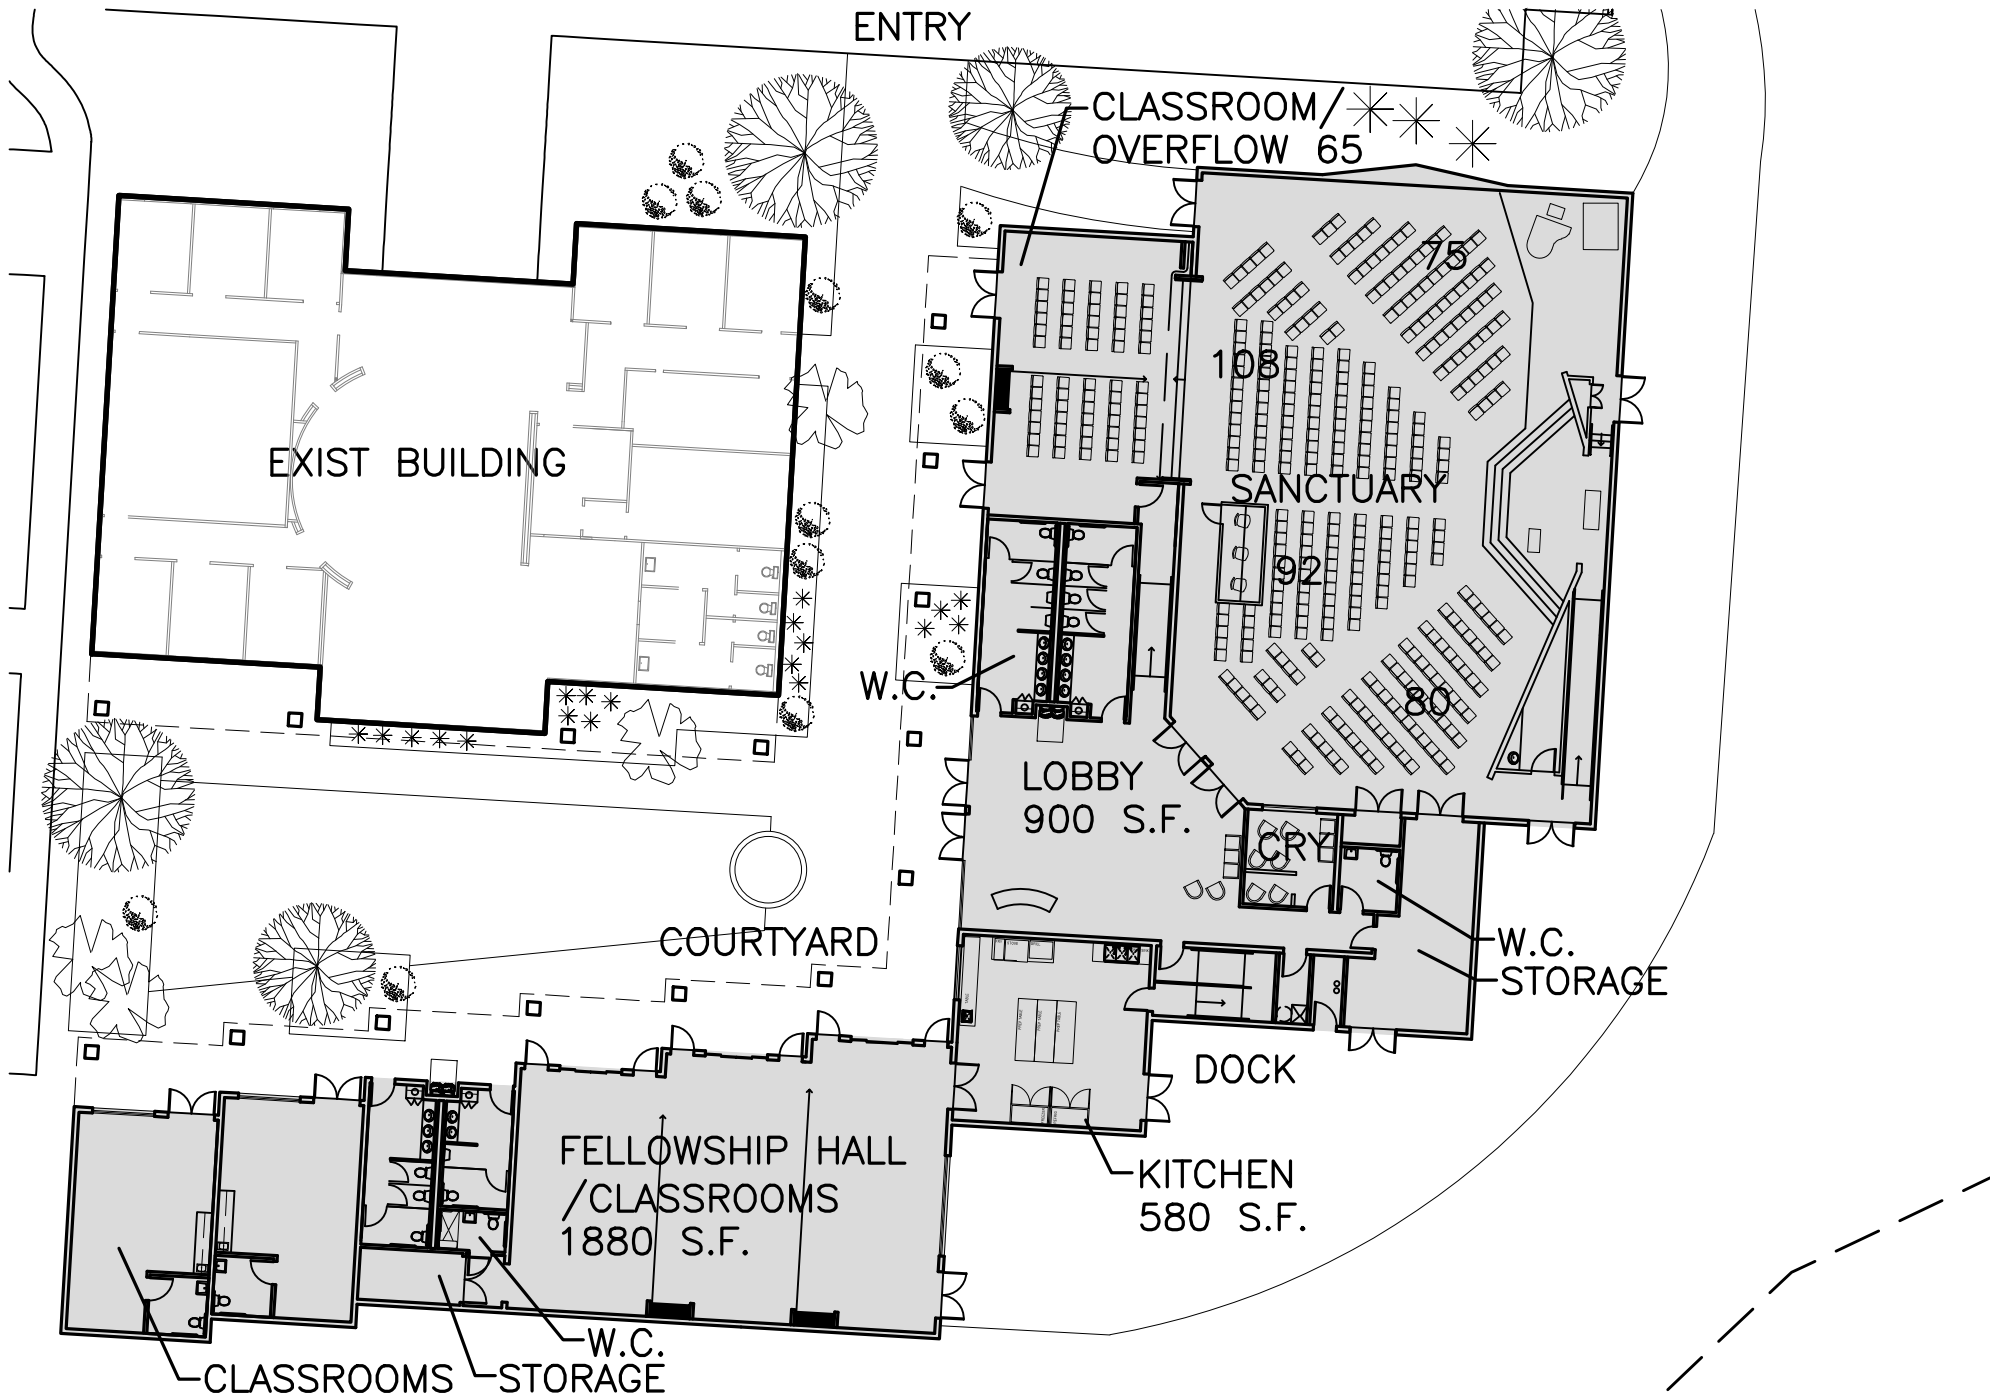 ENTRY
CLASSROOM/
OVERFLOW 65
75
108
EXIST BUILDING
SANCTUARY
92
W.C.
80
LOBBY
900 S.F.
CRY
COURTYARD
W.C.
STORAGE
DOCK
FELLOWSHIP HALL
/CLASSROOMS
1880 S.F.
KITCHEN
580 S.F.
W.C.
CLASSROOMS
STORAGE